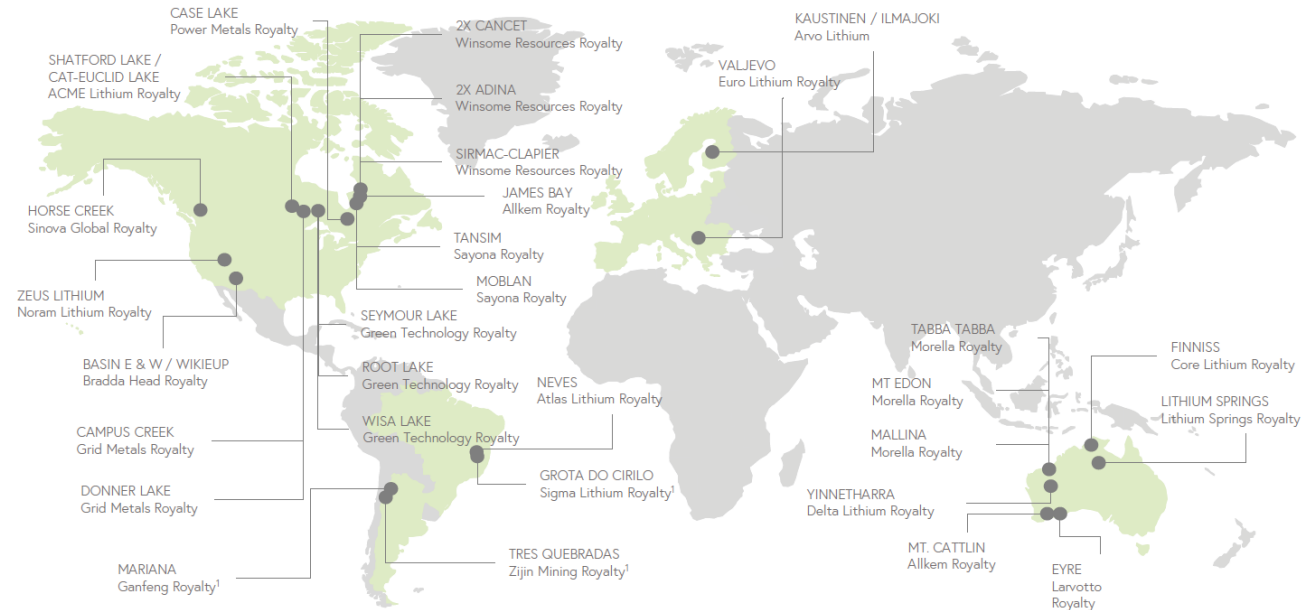 CASE LAKE
Power Metals Royalty
2X CANCET
Winsome Resources Royalty
KAUSTINEN / ILMAJOKI
Arvo Lithium
SHATFORD LAKE /
CAT-EUCLID LAKE
ACME Lithium Royalty
VALJEVO
Euro Lithium Royalty
2X ADINA
Winsome Resources Royalty
SIRMAC-CLAPIER
Winsome Resources Royalty
JAMES BAY
Allkem Royalty
HORSE CREEK
Sinova Global Royalty
TANSIM
Sayona Royalty
MOBLAN
Sayona Royalty
ZEUS LITHIUM
Noram Lithium Royalty
SEYMOUR LAKE
Green Technology Royalty
BASIN E & W / WIKIEUP
Bradda Head Royalty
ROOT LAKE
Green Technology Royalty
NEVES
Atlas Lithium Royalty
TABBA TABBA
Morella Royalty
FINNISS
Core Lithium Royalty
MT EDON
Morella Royalty
LITHIUM SPRINGS
Lithium Springs Royalty
WISA LAKE
Green Technology Royalty
CAMPUS CREEK
Grid Metals Royalty
MALLINA
Morella Royalty
GROTA DO CIRILO
Sigma Lithium Royalty¹
DONNER LAKE
Grid Metals Royalty
YINNETHARRA
Delta Lithium Royalty
TRES QUEBRADAS
Zijin Mining Royalty¹
MT. CATTLIN
Allkem Royalty
MARIANA
Ganfeng Royalty¹
EYRE
Larvotto
Royalty